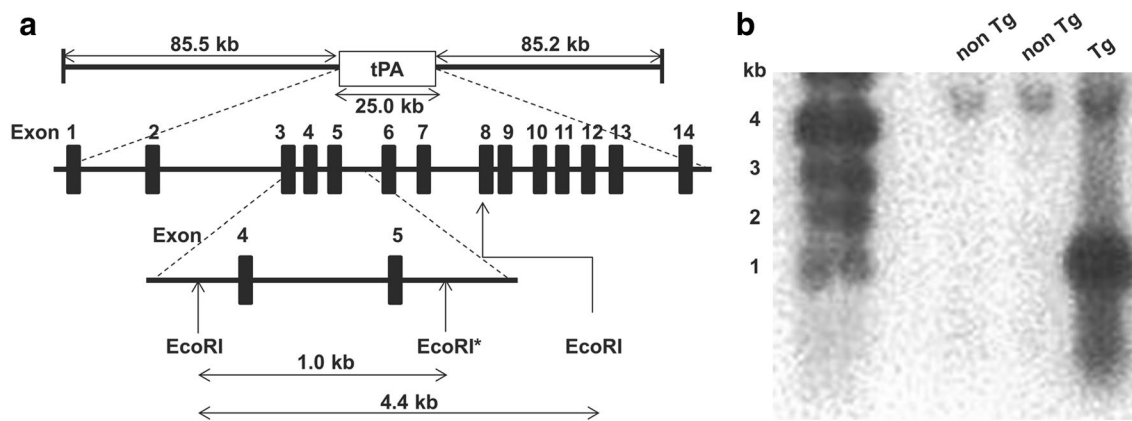 a
85.5 kb
85.2 kb
tPA
25.0 kb
Exon 1 2 3 4 5 6 7 8 9 10 11 12 13 14
Exon 4 5
EcoRI EcoRI* EcoRI
1.0 kb
4.4 kb
b
non Tg non Tg Tg
kb
4
3
2
1